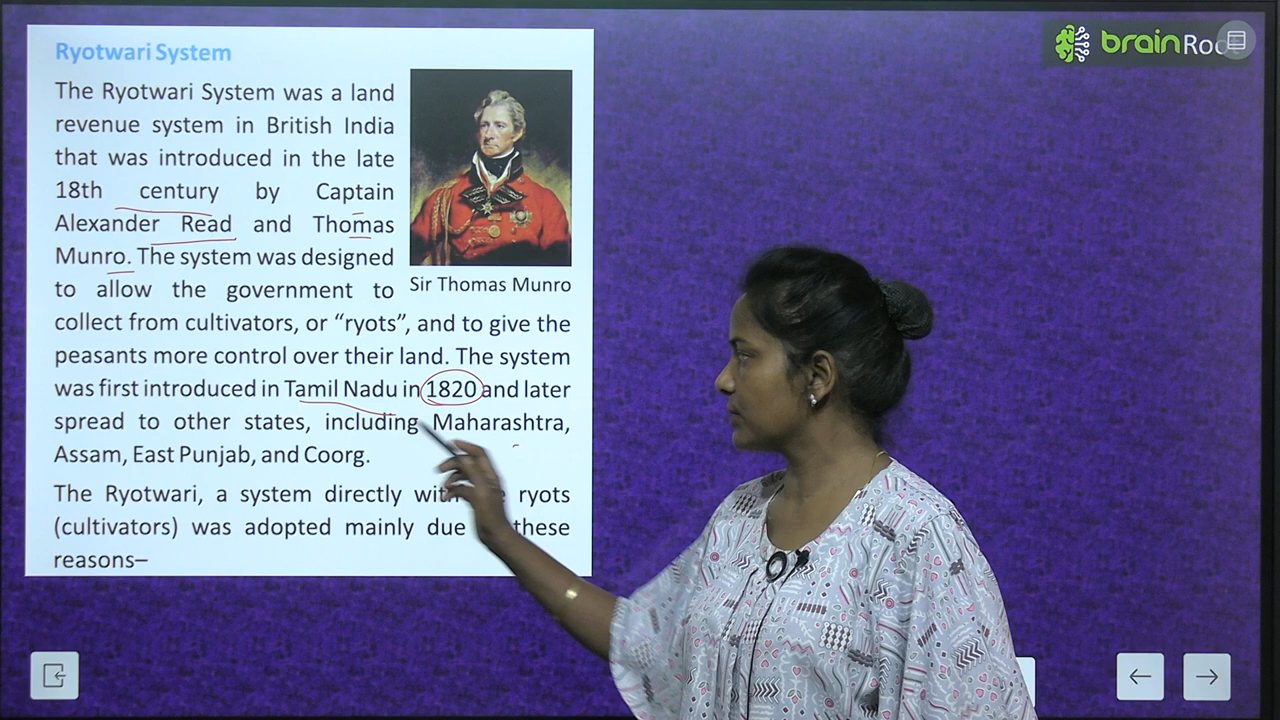 Ryotwari System
The Ryotwari System was a land
revenue system in British India
that was introduced in the late
18th century by Captain
Alexander Read and Thomas
Munro. The system was designed
to allow the government to
Sir Thomas Munro
collect from cultivators, or “ryots”, and to give the
peasants more control over their land. The system
was first introduced in Tamil Nadu in 1820 and later
spread to other states, including Maharashtra,
Assam, East Punjab, and Coorg.
The Ryotwari, a system directly ryots
(cultivators) was adopted mainly due these
reasons–
brain